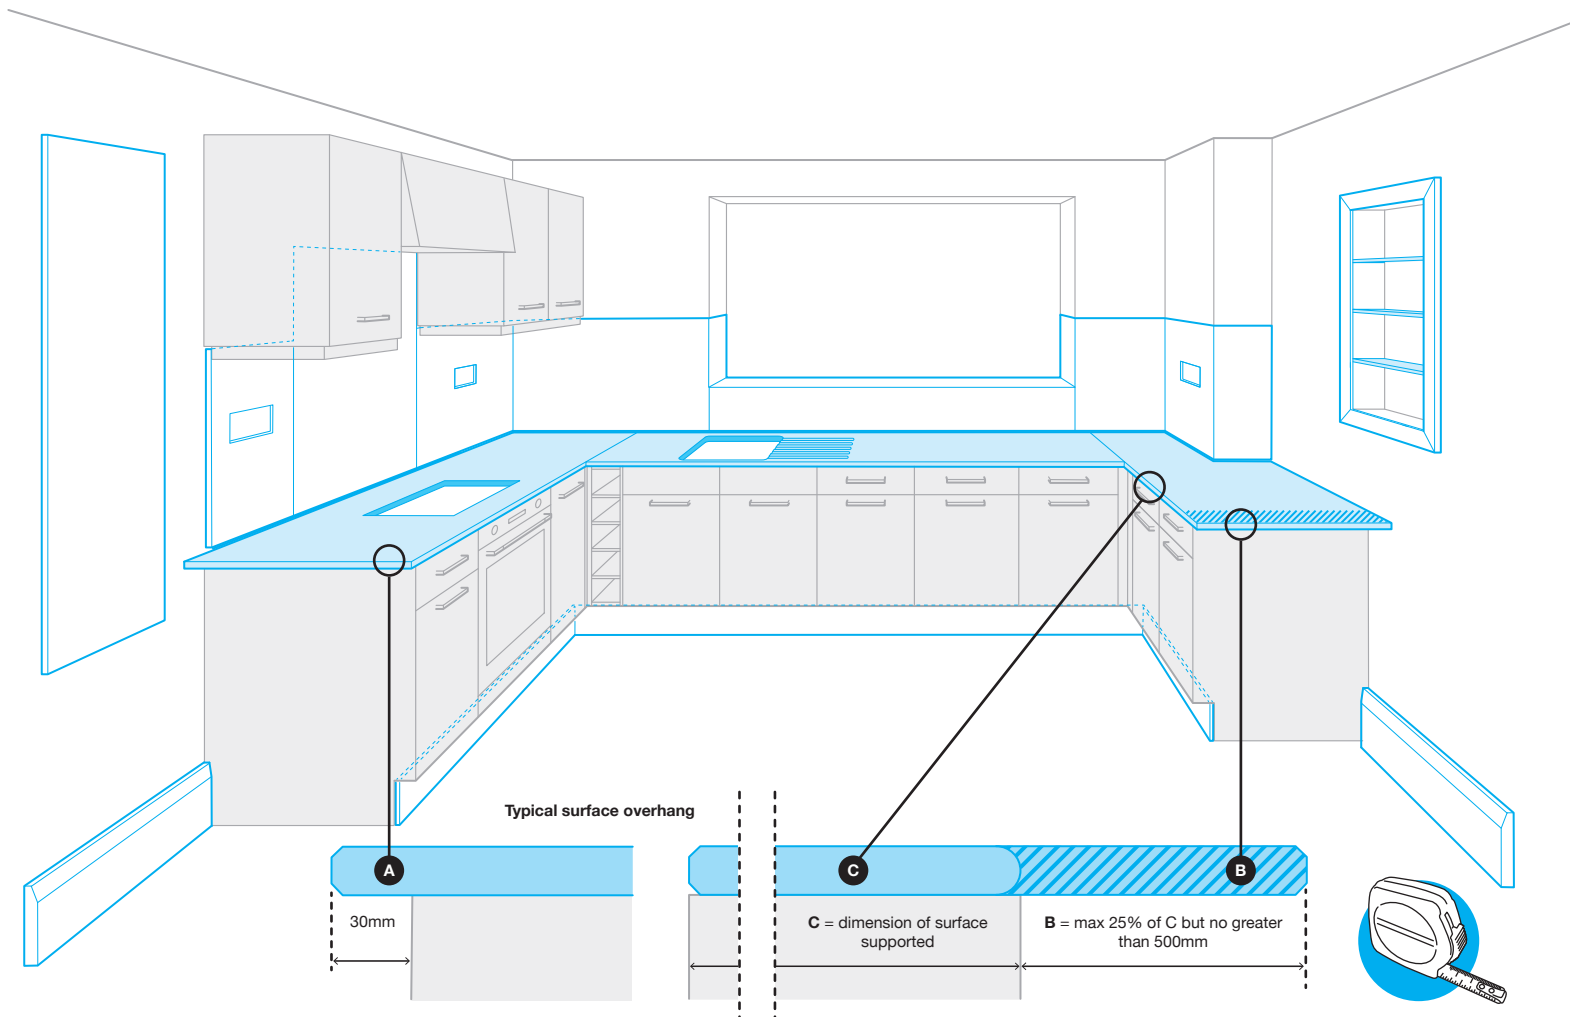 Typical surface overhang
A
C
B
30mm
C = dimension of surface
supported
B = max 25% of C but no greater
than 500mm